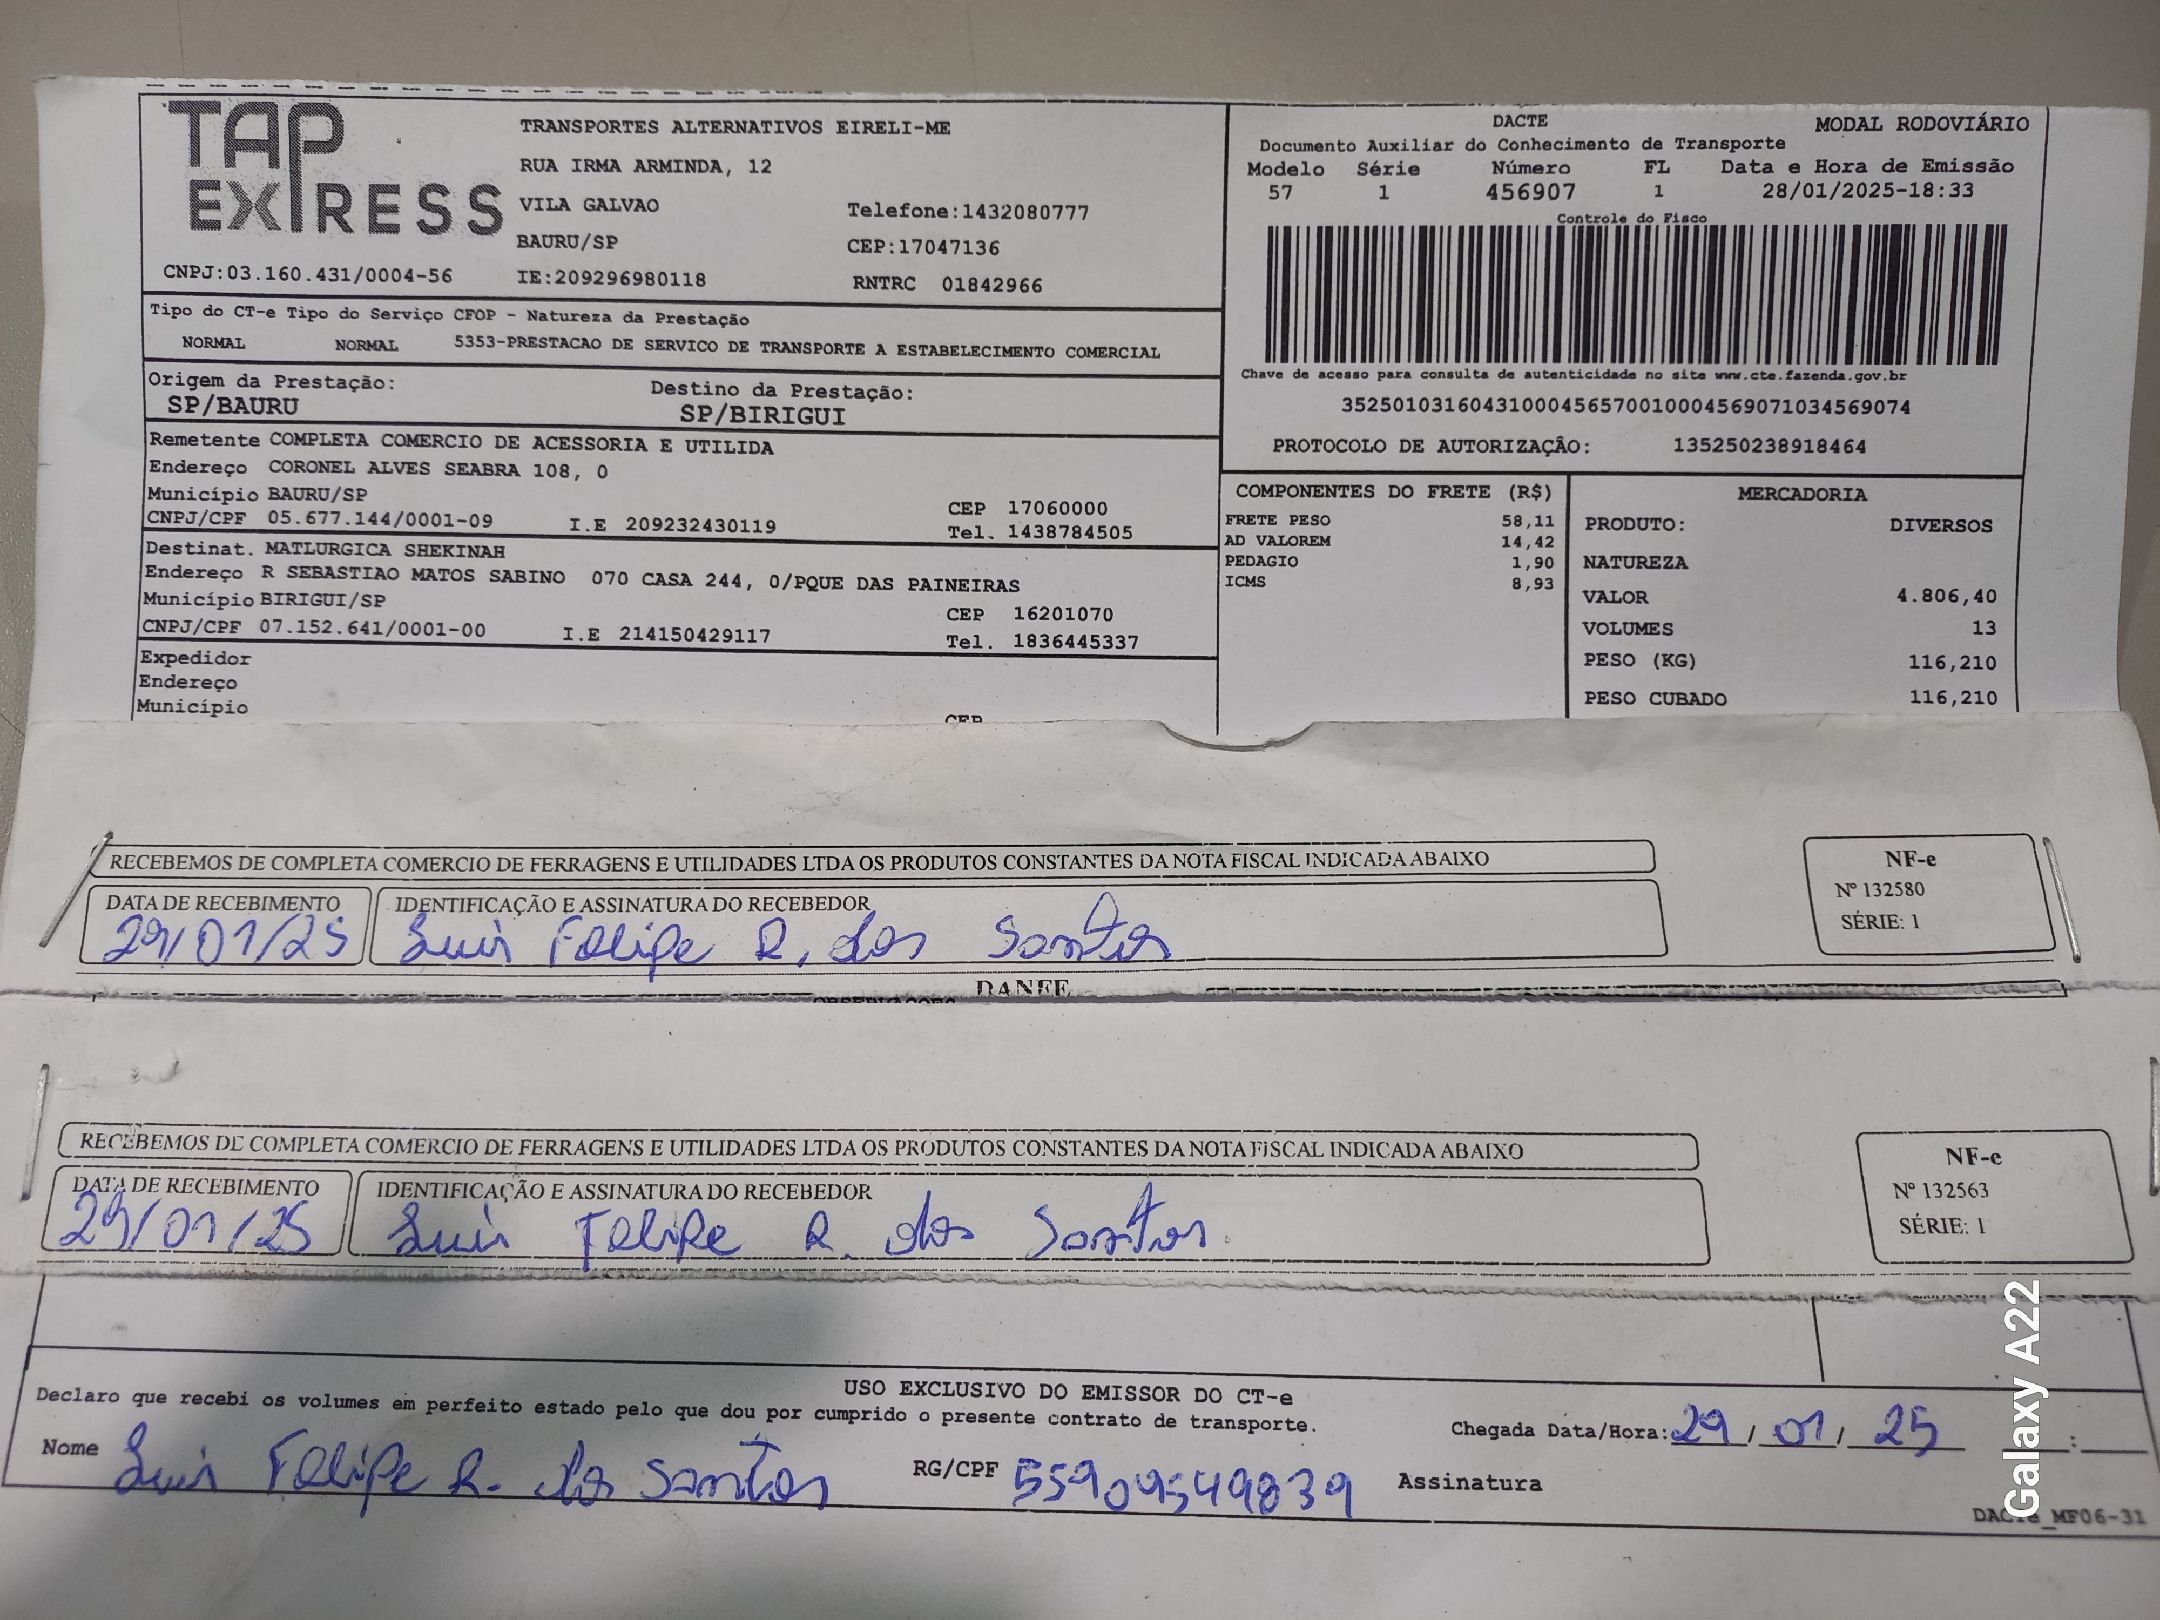 TAP EXPRESS
TRANSPORTES ALTERNATIVOS EIRELI-ME
RUA IRMA ARMINDA, 12
VILA GALVAO Telefone:1432080777
BAURU/SP CEP:17047136
CNPJ:03.160.431/0004-56 IE:209296980118 RNTRC 01842966
DACTE MODAL RODOVIÁRIO
Documento Auxiliar do Conhecimento de Transporte
Modelo Série Número FL Data e Hora de Emissão
57 1 456907 1 28/01/2025-18:33
Controle do Fisco
Chave de acesso para consulta de autenticidade no site www.cte.fazenda.gov.br
35250103160431000456570010004569071034569074
PROTOCOLO DE AUTORIZAÇÃO: 135250238918464
Tipo do CT-e Tipo do Serviço CFOP - Natureza da Prestação
NORMAL NORMAL 5353-PRESTACAO DE SERVICO DE TRANSPORTE A ESTABELECIMENTO COMERCIAL
Origem da Prestação: Destino da Prestação:
SP/BAURU SP/BIRIGUI
Remetente COMPLETA COMERCIO DE ACESSORIA E UTILIDA
Endereço CORONEL ALVES SEABRA 108, 0
Município BAURU/SP CEP 17060000
CNPJ/CPF 05.677.144/0001-09 I.E 209232430119 Tel. 1438784505
Destinat. MATLURGICA SHEKINAH
Endereço R SEBASTIAO MATOS SABINO 070 CASA 244, 0/PQUE DAS PAINEIRAS
Município BIRIGUI/SP CEP 16201070
CNPJ/CPF 07.152.641/0001-00 I.E 214150429117 Tel. 1836445337
Expedidor
Endereço
Município CEP
COMPONENTES DO FRETE (R$)
FRETE PESO 58,11
AD VALOREM 14,42
PEDAGIO 1,90
ICMS 8,93
MERCADORIA
PRODUTO: DIVERSOS
NATUREZA
VALOR 4.806,40
VOLUMES 13
PESO (KG) 116,210
PESO CUBADO 116,210
RECEBEMOS DE COMPLETA COMERCIO DE FERRAGENS E UTILIDADES LTDA OS PRODUTOS CONSTANTES DA NOTA FISCAL INDICADA ABAIXO
NF-e
Nº 132580
SÉRIE: 1
DATA DE RECEBIMENTO IDENTIFICAÇÃO E ASSINATURA DO RECEBEDOR
29/01/25 Luis Felipe R. dos Santos
DANFE
RECEBEMOS DE COMPLETA COMERCIO DE FERRAGENS E UTILIDADES LTDA OS PRODUTOS CONSTANTES DA NOTA FISCAL INDICADA ABAIXO
NF-e
Nº 132563
SÉRIE: 1
DATA DE RECEBIMENTO IDENTIFICAÇÃO E ASSINATURA DO RECEBEDOR
29/01/25 Luis Felipe R. dos Santos
USO EXCLUSIVO DO EMISSOR DO CT-e
Declaro que recebi os volumes em perfeito estado pelo que dou por cumprido o presente contrato de transporte.
Chegada Data/Hora: 29/01/25 :
Nome Luis Felipe R. dos Santos RG/CPF 55909549839 Assinatura
DACTe_MF06-31
Galaxy A22